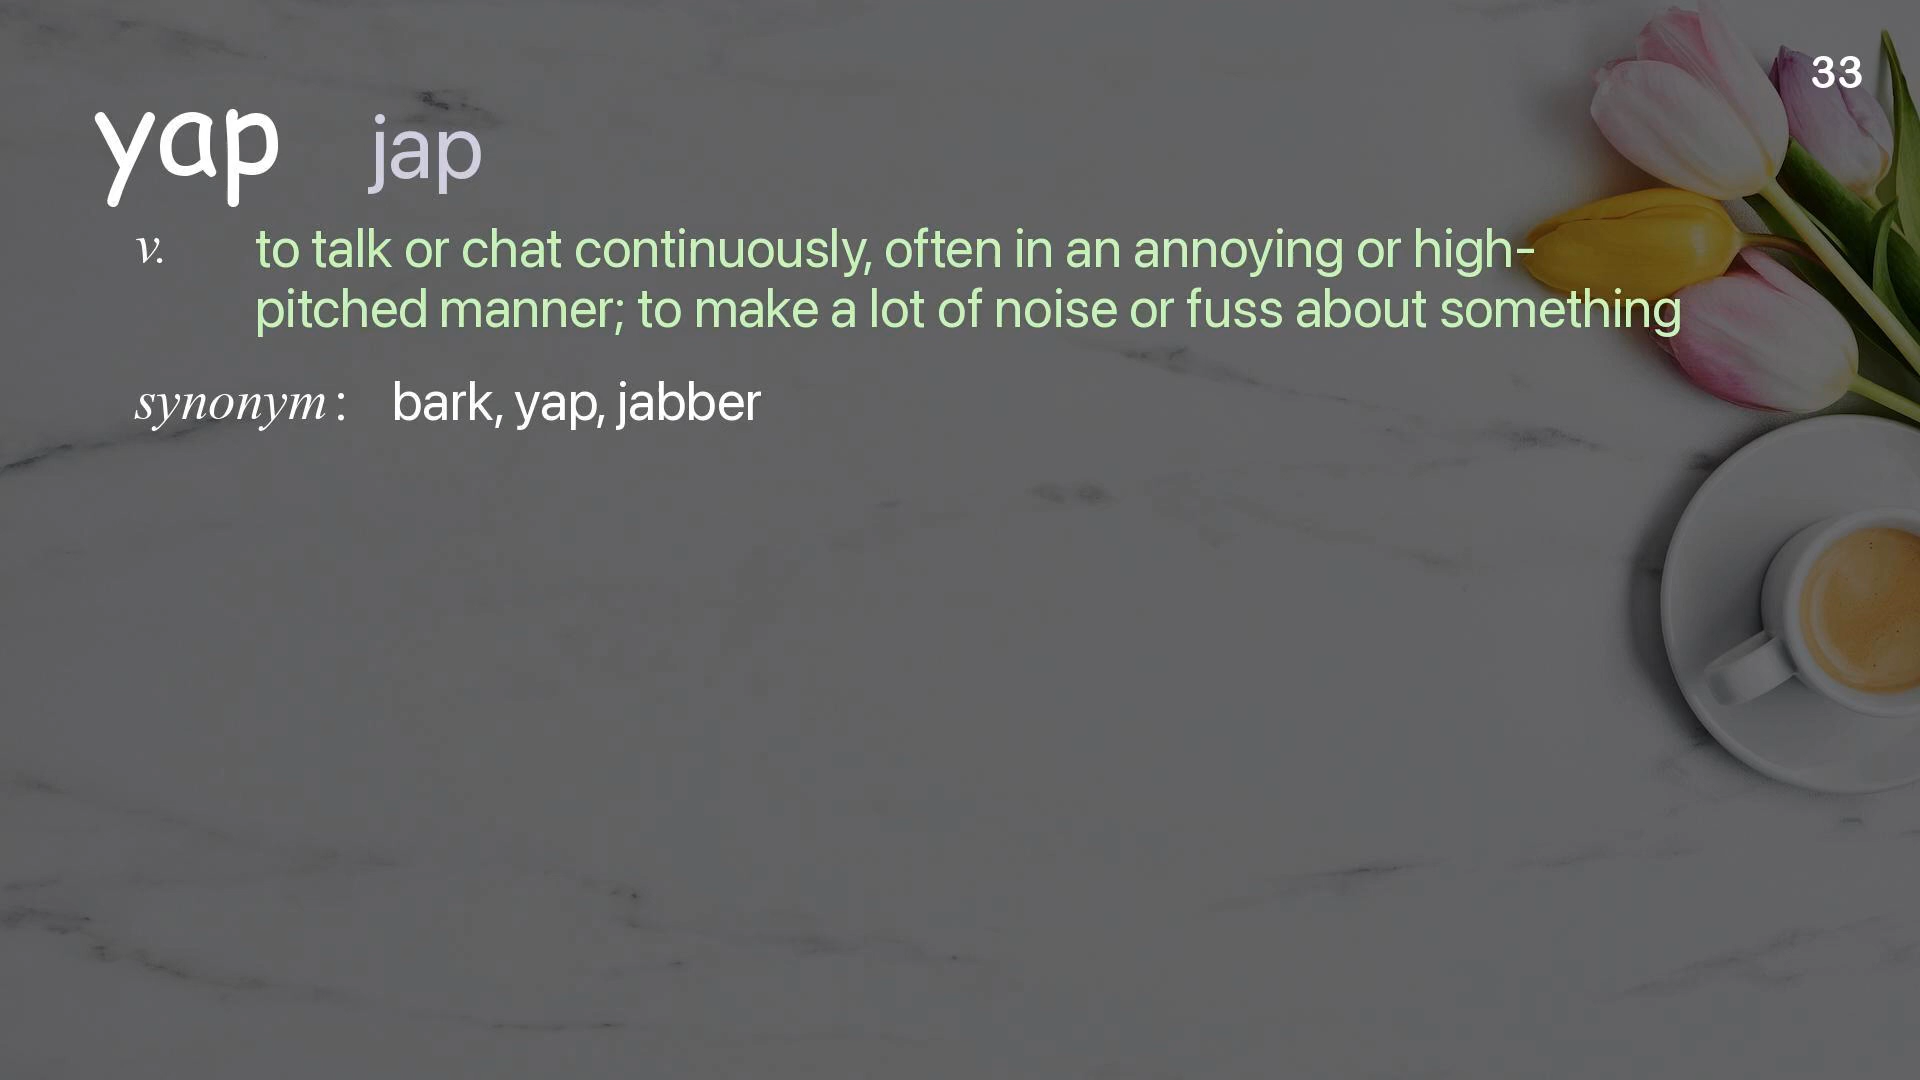 33
yap jap
v. to talk or chat continuously, often in an annoying or high-
pitched manner; to make a lot of noise or fuss about something
synonym : bark, yap, jabber